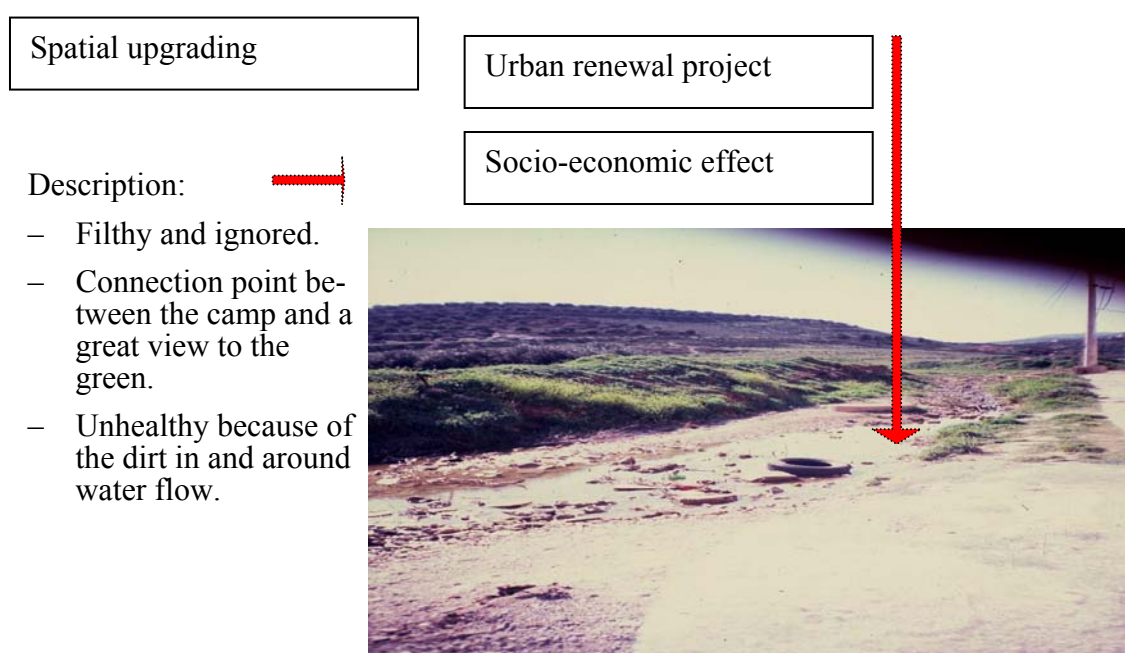 Spatial upgrading
Urban renewal project
Socio-economic effect
Description:
– Filthy and ignored.
– Connection point be-
tween the camp and a
great view to the
green.
– Unhealthy because of
the dirt in and around
water flow.